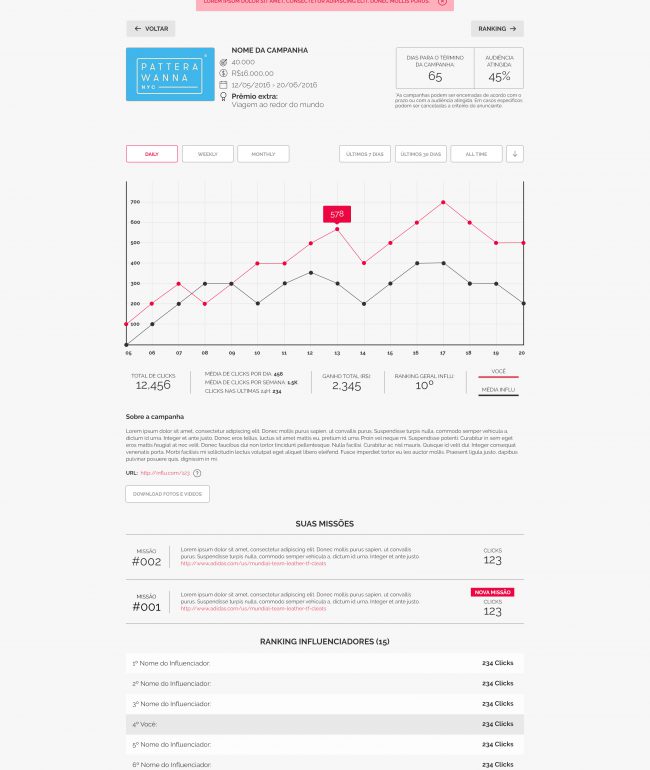 LOREM IPSUM DOLOR SIT AMET, CONSECTETUR ADIPISCING ELIT. DONEC MOLLIS PURUS.
VOLTAR
RANKING
PATTERA
WANNA
NYC
NOME DA CAMPANHA
40.000
R$16.000,00
12/05/2016 › 20/06/2016
Prêmio extra:
Viagem ao redor do mundo
DIAS PARA O TÉRMINO
DA CAMPANHA:
65
AUDIÊNCIA
ATINGIDA:
45%
*As campanhas podem ser encerradas de acordo com o
prazo ou com a audiência atingida. Em casos específicos
podem ser canceladas a critério do anunciante.
DAILY
WEEKLY
MONTHLY
ÚLTIMOS 7 DIAS
ÚLTIMOS 30 DIAS
ALL TIME
700
600
500
400
300
200
100
578
05 06 07 08 09 10 11 12 13 14 15 16 17 18 19 20
TOTAL DE CLICKS
12,456
MÉDIA DE CLICKS POR DIA: 456
MÉDIA DE CLICKS POR SEMANA: 1.5K
CLICKS NAS ÚLTIMAS 24H: 234
GANHO TOTAL (R$)
2,345
RANKING GERAL INFLU
10º
VOCÊ
MÉDIA INFLU
Sobre a campanha
Lorem ipsum dolor sit amet, consectetur adipiscing elit. Donec mollis purus sapien, ut convallis purus. Suspendisse turpis nulla, commodo semper vehicula a,
dictum id urna. Integer et ante justo. Donec eros tellus, luctus sit amet mattis eu, pretium id mi. Proin vel neque mi. Suspendisse potenti. Curabitur in sem eget
eros mattis feugiat at nec velit. Donec faucibus dui non tortor tincidunt pellentesque. Nulla facilisi. Curabitur ac nisl mauris. Quisque id velit dui. Integer consequat
venenatis porta. Morbi facilisis mi sollicitudin lectus volutpat eget aliquet libero eleifend. Fusce imperdiet tortor eu leo auctor mollis. Praesent ligula justo, dapibus
pulvinar posuere quis, dignissim in mi.
URL: http://influ.com/123 ?
DOWNLOAD FOTOS E VIDEOS
SUAS MISSÕES
MISSÃO
#002
Lorem ipsum dolor sit amet, consectetur adipiscing elit. Donec mollis purus sapien, ut convallis
purus. Suspendisse turpis nulla, commodo semper vehicula a, dictum id urna. Integer et ante justo.
http://www.adidas.com/us/mundial-team-leather-tf-cleats
CLICKS
123
MISSÃO
#001
Lorem ipsum dolor sit amet, consectetur adipiscing elit. Donec mollis purus sapien, ut convallis
purus. Suspendisse turpis nulla, commodo semper vehicula a, dictum id urna. Integer et ante justo.
http://www.adidas.com/us/mundial-team-leather-tf-cleats
NOVA MISSÃO
CLICKS
123
RANKING INFLUENCIADORES (15)
1º Nome do Influenciador: 234 Clicks
2º Nome do Influenciador: 234 Clicks
3º Nome do Influenciador: 234 Clicks
4º Você: 234 Clicks
5º Nome do Influenciador: 234 Clicks
6º Nome do Influenciador: 234 Clicks